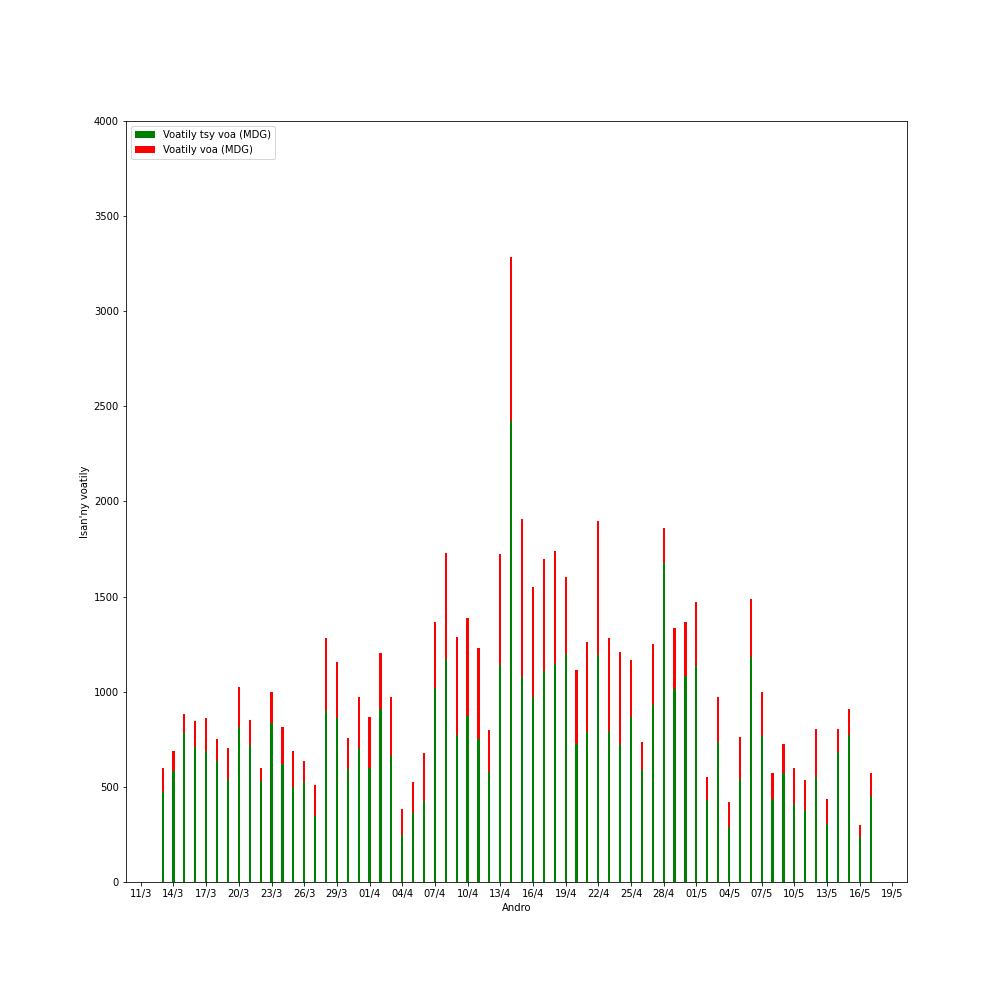 Voatily tsy voa (MDG)
Voatily voa (MDG)
4000
3500
3000
2500
2000
1500
1000
500
0
Isan'ny voatily
11/3 14/3 17/3 20/3 23/3 26/3 29/3 01/4 04/4 07/4 10/4 13/4 16/4 19/4 22/4 25/4 28/4 01/5 04/5 07/5 10/5 13/5 16/5 19/5
Andro